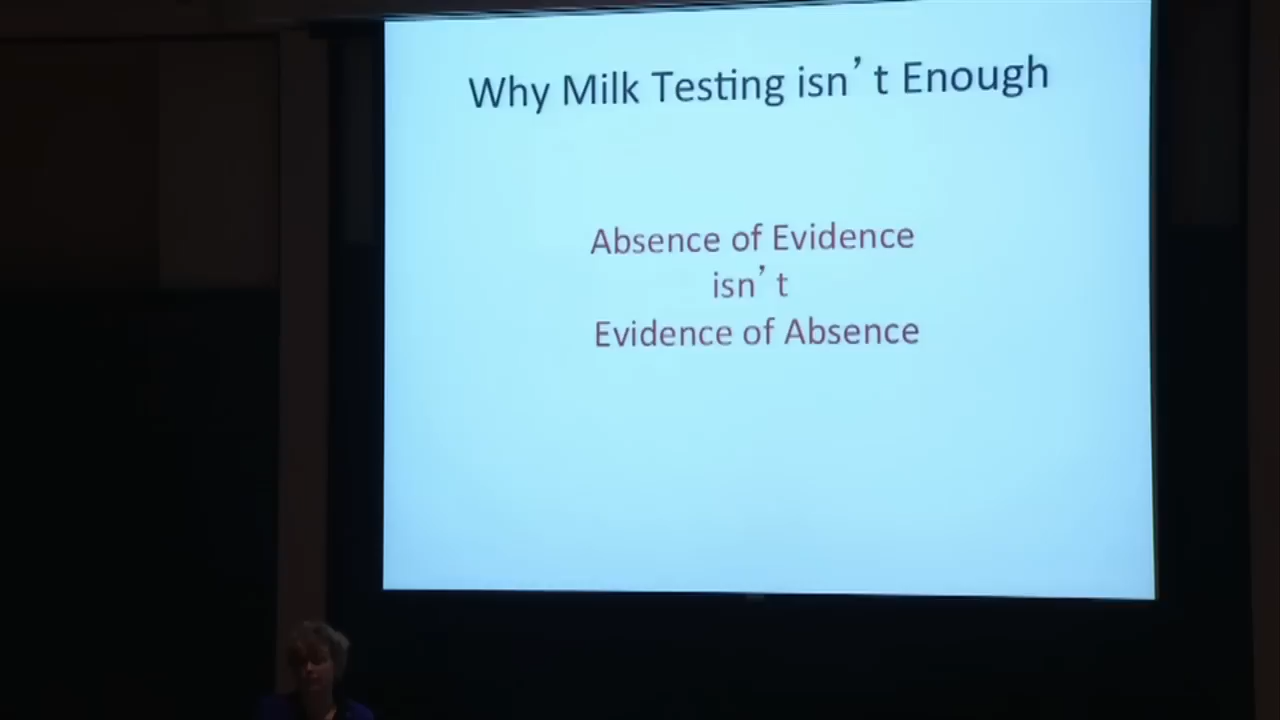 Why Milk Testing isn’t Enough
Absence of Evidence
isn’t
Evidence of Absence